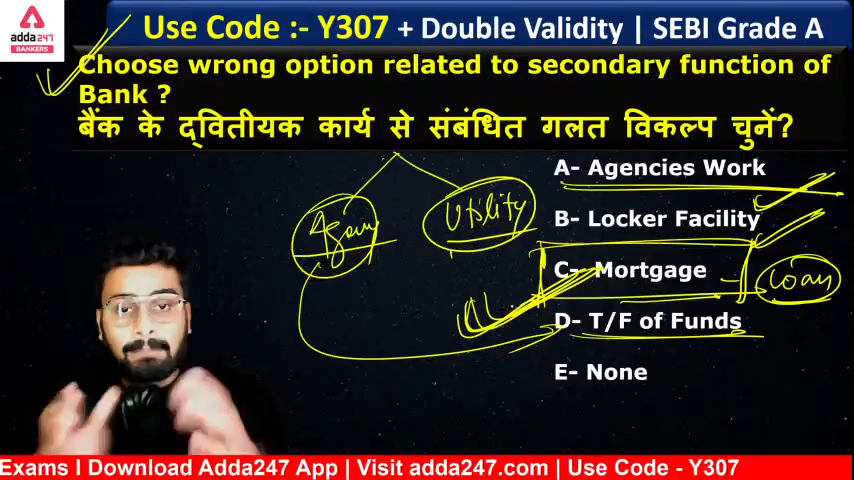 adda247
BANKERS
Use Code :- Y307 + Double Validity | SEBI Grade A
Choose wrong option related to secondary function of
Bank ?
बैंक के द्वितीयक कार्य से संबंधित गलत विकल्प चुनें?
A- Agencies Work
B- Locker Facility
Utility
C- Mortgage
Loan
D- T/F of Funds
E- None
Exams I Download Adda247 App | Visit adda247.com | Use Code - Y307